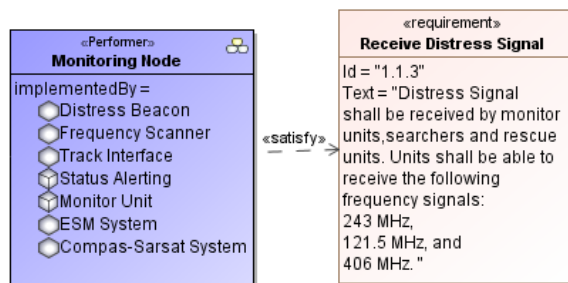 «Performer»
Monitoring Node
implementedBy =
Distress Beacon
Frequency Scanner
Track Interface
Status Alerting
Monitor Unit
ESM System
Compas-Sarsat System
«satisfy»
«requirement»
Receive Distress Signal
Id = "1.1.3"
Text = "Distress Signal
shall be received by monitor
units,searchers and rescue
units. Units shall be able to
receive the following
frequency signals:
243 MHz,
121.5 MHz, and
406 MHz. "